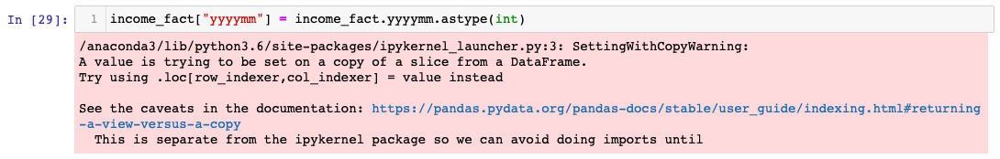 In [29]:
1 income_fact["yyyymm"] = income_fact.yyyymm.astype(int)
/anaconda3/lib/python3.6/site-packages/ipykernel_launcher.py:3: SettingWithCopyWarning:
A value is trying to be set on a copy of a slice from a DataFrame.
Try using .loc[row_indexer,col_indexer] = value instead
See the caveats in the documentation: https://pandas.pydata.org/pandas-docs/stable/user_guide/indexing.html#returning
-a-view-versus-a-copy
This is separate from the ipykernel package so we can avoid doing imports until